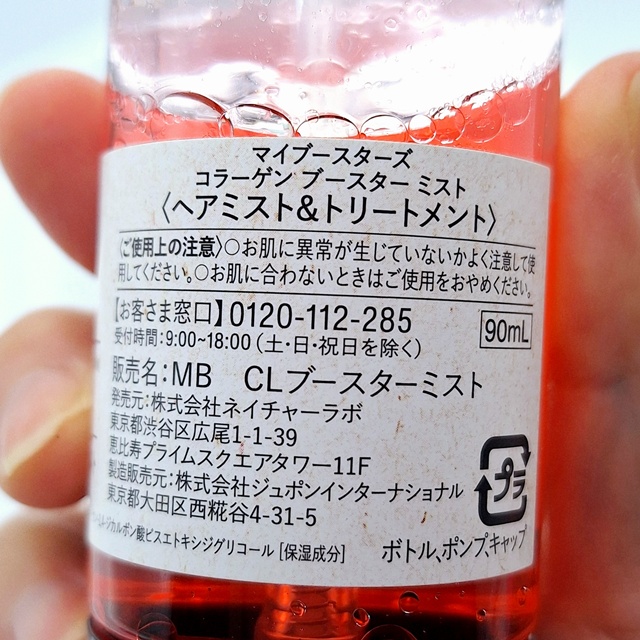 マイブースターズ
コラーゲン ブースター ミスト
〈ヘアミスト&トリートメント〉
〈ご使用上の注意〉○お肌に異常が生じていないかよく注意して使
用してください。○お肌に合わないときはご使用をおやめください。
【お客さま窓口】0120-112-285
受付時間:9:00~18:00(土・日・祝日を除く)
90mL
販売名:MB CLブースターミスト
発売元:株式会社ネイチャーラボ
東京都渋谷区広尾1-1-39
恵比寿プライムスクエアタワー11F
製造販売元:株式会社ジュポンインターナショナル
東京都大田区西糀谷4-31-5
プラ
ジカルボン酸ビスエトキシジグリコール [保湿成分]
ボトル、ポンプ、キャップ